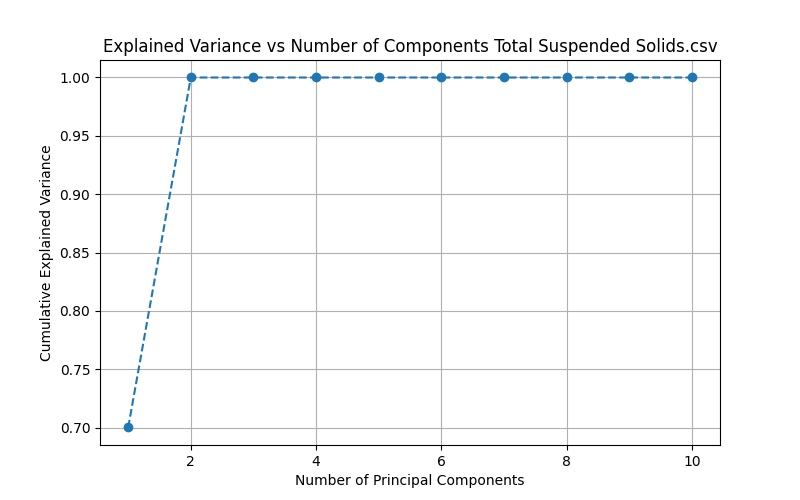 Explained Variance vs Number of Components Total Suspended Solids.csv
Cumulative Explained Variance
1.00
0.95
0.90
0.85
0.80
0.75
0.70
2 4 6 8 10
Number of Principal Components